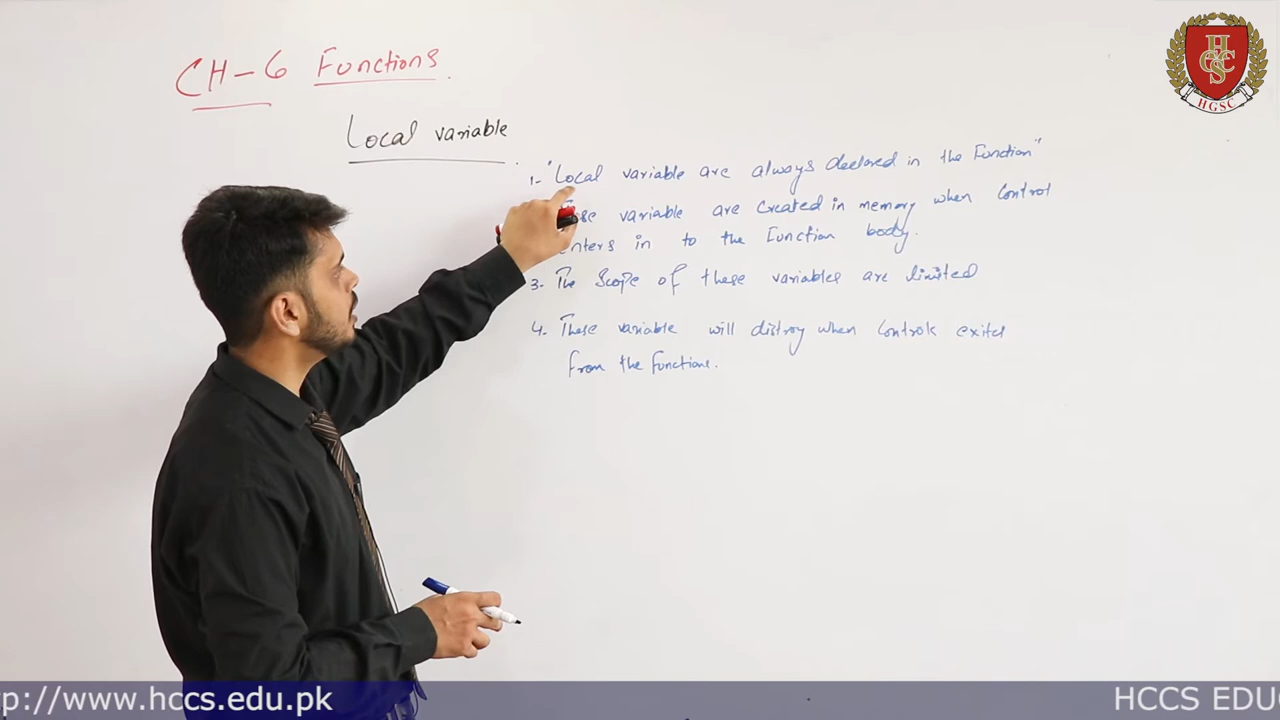 CH-6 Functions.
Local variable.
1- "Local variable are always declared in the Function"
variable are created in memory when control
enters in to the Function body.
3. The Scope of these variables are limited
4. These variable will distroy when controls exited
from the functions.
HGSC
p://www.hccs.edu.pk
HCCS EDU